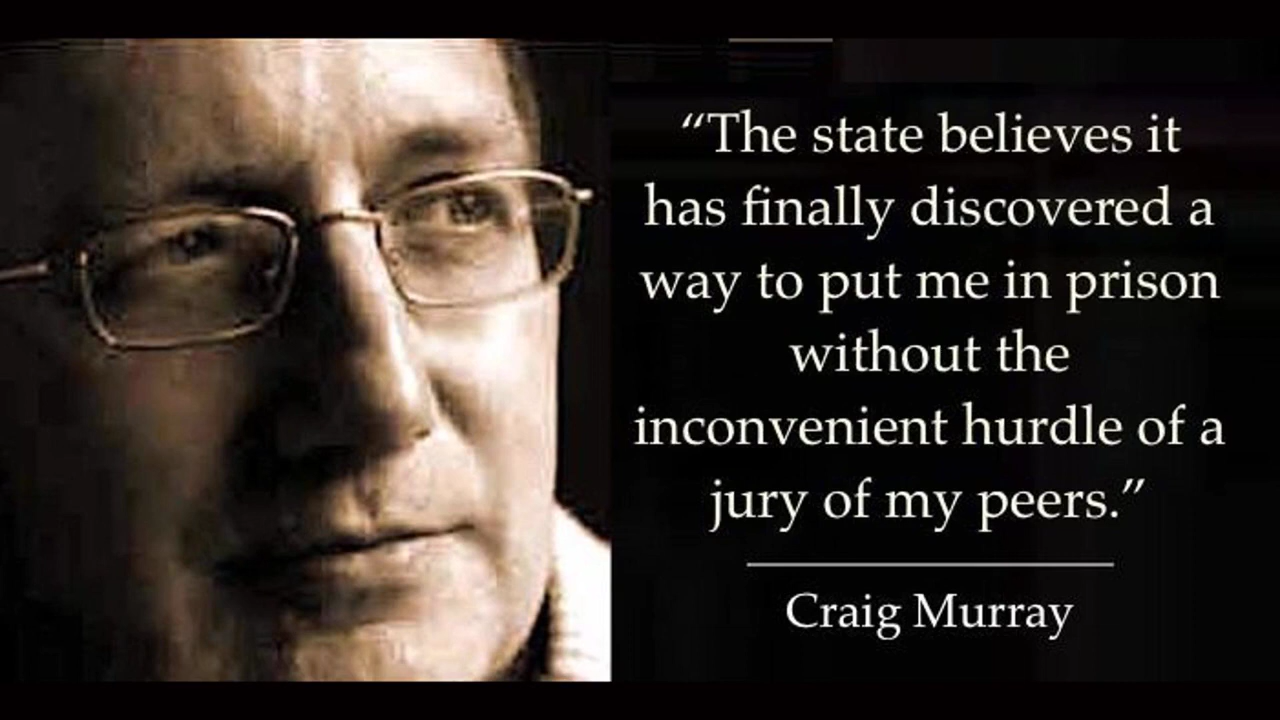 “The state believes it
has finally discovered a
way to put me in prison
without the
inconvenient hurdle of a
jury of my peers.”
Craig Murray